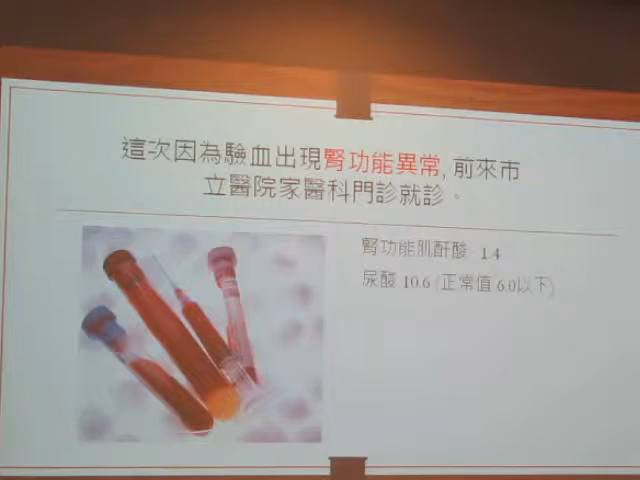 這次因為驗血出現腎功能異常, 前來市
立醫院家醫科門診就診。
腎功能肌酐酸 1.4
尿酸 10.6 (正常值 6.0以下)